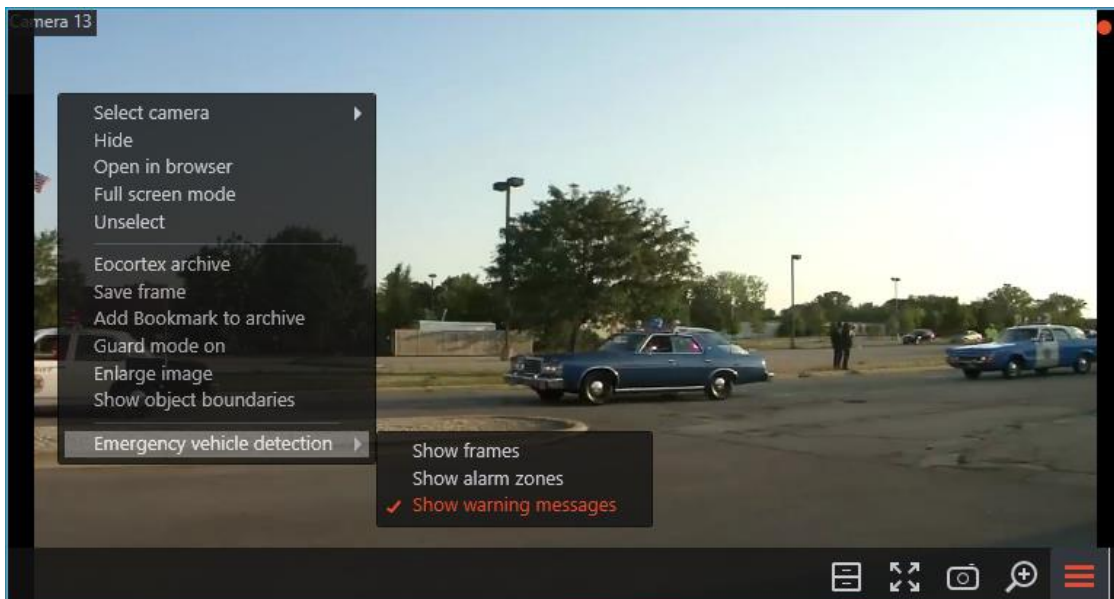 Camera 13
Select camera
Hide
Open in browser
Full screen mode
Unselect
Eocortex archive
Save frame
Add Bookmark to archive
Guard mode on
Enlarge image
Show object boundaries
Emergency vehicle detection
Show frames
Show alarm zones
Show warning messages